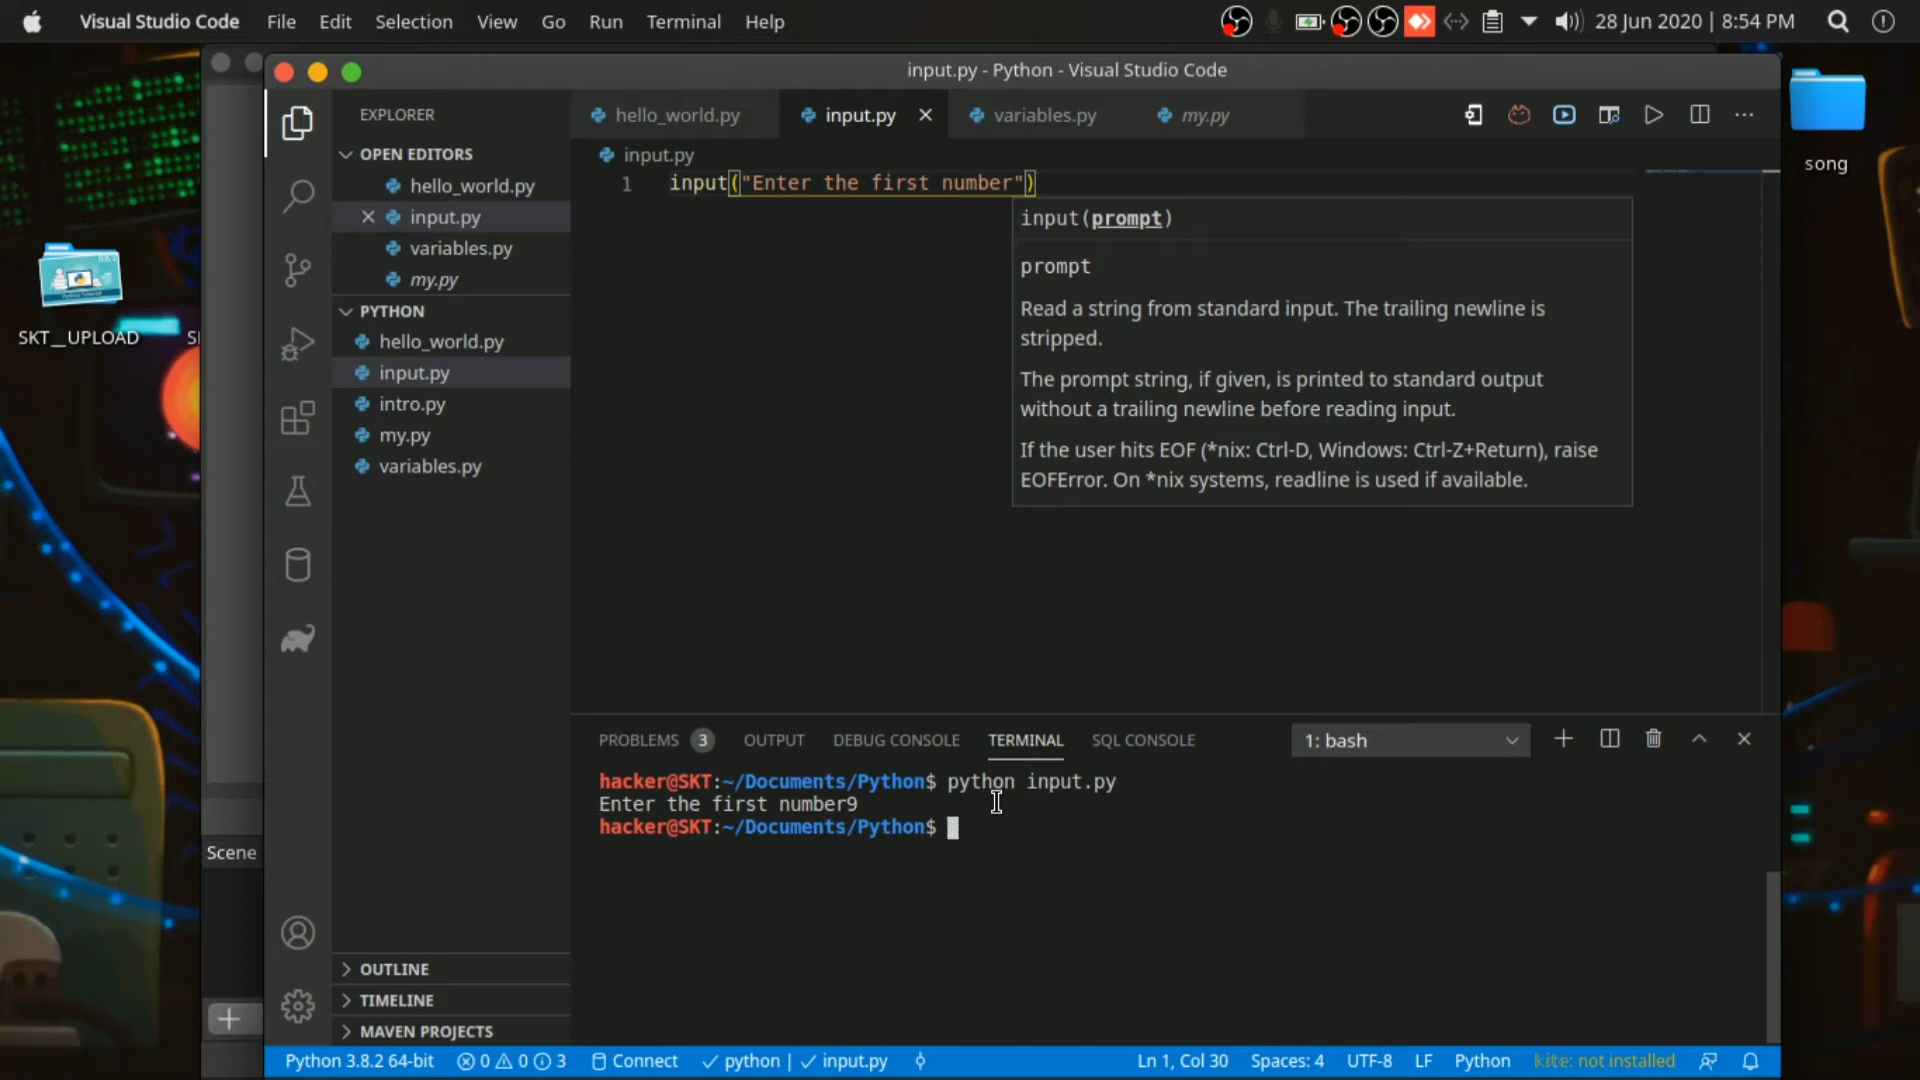 Visual Studio Code File Edit Selection View Go Run Terminal Help 28 Jun 2020 | 8:54 PM
input.py - Python - Visual Studio Code
EXPLORER
hello_world.py input.py variables.py my.py
OPEN EDITORS
hello_world.py
input.py
variables.py
my.py
PYTHON
hello_world.py
input.py
intro.py
my.py
variables.py
OUTLINE
TIMELINE
MAVEN PROJECTS
input.py
1 input("Enter the first number")
input(prompt)
prompt
Read a string from standard input. The trailing newline is
stripped.
The prompt string, if given, is printed to standard output
without a trailing newline before reading input.
If the user hits EOF (*nix: Ctrl-D, Windows: Ctrl-Z+Return), raise
EOFError. On *nix systems, readline is used if available.
PROBLEMS 3 OUTPUT DEBUG CONSOLE TERMINAL SQL CONSOLE 1: bash
hacker@SKT:~/Documents/Python$ python input.py
Enter the first number9
hacker@SKT:~/Documents/Python$
Python 3.8.2 64-bit 0 0 3 Connect python | input.py Ln 1, Col 30 Spaces: 4 UTF-8 LF Python kite: not installed
song
SKT__UPLOAD
Scene